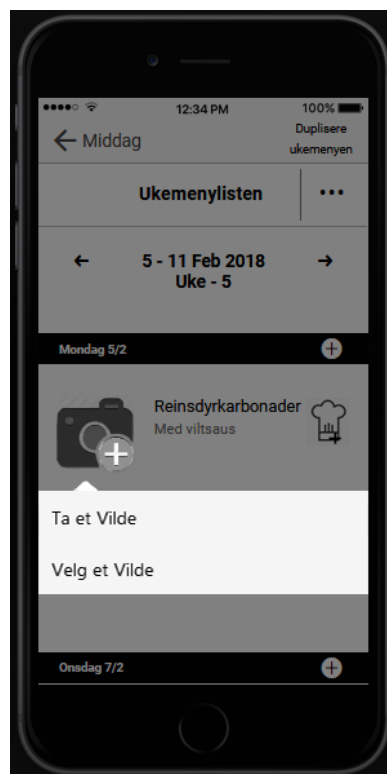 12:34 PM
100%
Middag
Duplisere
ukemenyen
Ukemenylisten
5 - 11 Feb 2018
Uke - 5
Mondag 5/2
Reinsdyrkarbonader
Med viltsaus
Ta et Vilde
Velg et Vilde
Onsdag 7/2